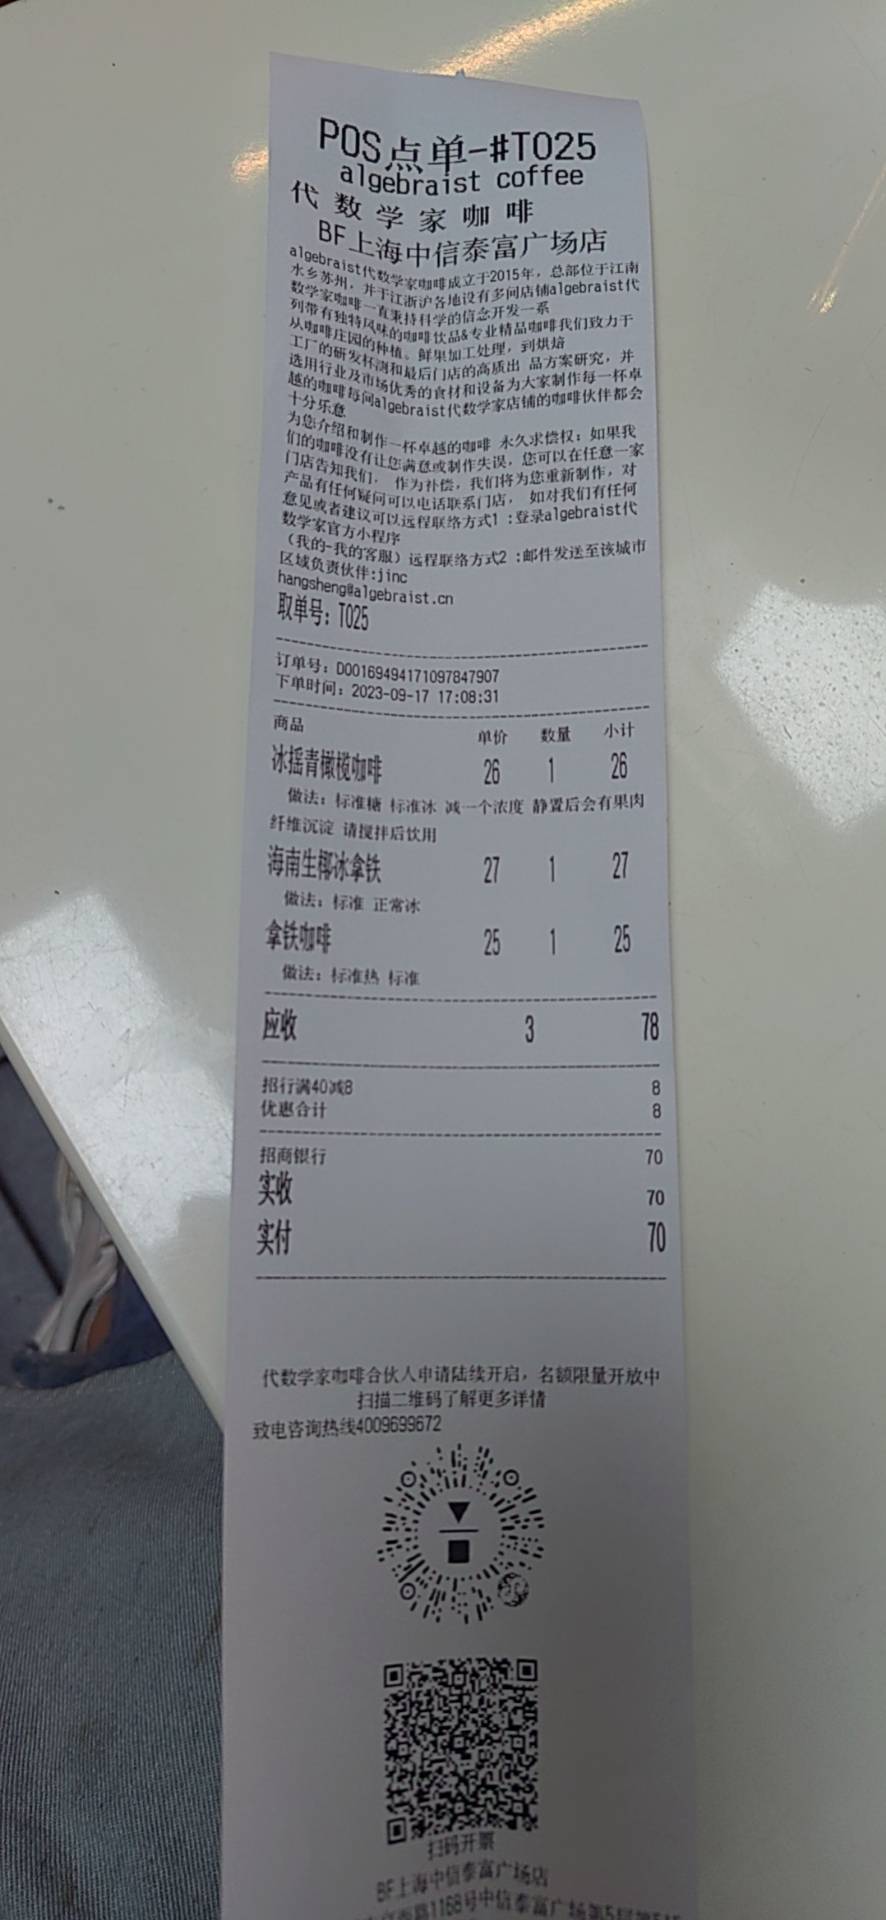 POS点单-#T025
algebraist coffee
代数学家咖啡
BF上海中信泰富广场店
algebraist代数学家咖啡成立于2015年，总部位于江南
水乡苏州，并于江浙沪各地设有多间店铺algebraist代
数学家咖啡一直秉持科学的信念开发一系
列带有独特风味的咖啡饮品&专业精品咖啡我们致力于
从咖啡庄园的种植、鲜果加工处理，到烘焙
工厂的研发杯测和最后门店的高质出 品方案研究，并
选用行业及市场优秀的食材和设备为大家制作每一杯卓
越的咖啡每间algebraist代数学家店铺的咖啡伙伴都会
十分乐意
为您介绍和制作一杯卓越的咖啡 永久求偿权：如果我
们的咖啡没有让您满意或制作失误，您可以在任意一家
门店告知我们， 作为补偿，我们将为您重新制作，对
产品有任何疑问可以电话联系门店， 如对我们有任何
意见或者建议可以远程联络方式1 :登录algebraist代
数学家官方小程序
（我的-我的客服）远程联络方式2 :邮件发送至该城市
区域负责伙伴:jinc
hangsheng@algebraist.cn
取单号：T025
订单号：D00169494171097847907
下单时间：2023-09-17 17:08:31
商品 单价 数量 小计
冰摇青橄榄咖啡 26 1 26
做法：标准糖 标准冰 减一个浓度 静置后会有果肉
纤维沉淀 请搅拌后饮用
海南生椰冰拿铁 27 1 27
做法：标准 正常冰
拿铁咖啡 25 1 25
做法：标准热 标准
应收 3 78
招行满40减8 8
优惠合计 8
招商银行 70
实收 70
实付 70
代数学家咖啡合伙人申请陆续开启，名额限量开放中
扫描二维码了解更多详情
致电咨询热线4009699672
扫码开票
BF上海中信泰富广场店
1168号中信泰富广场第5层